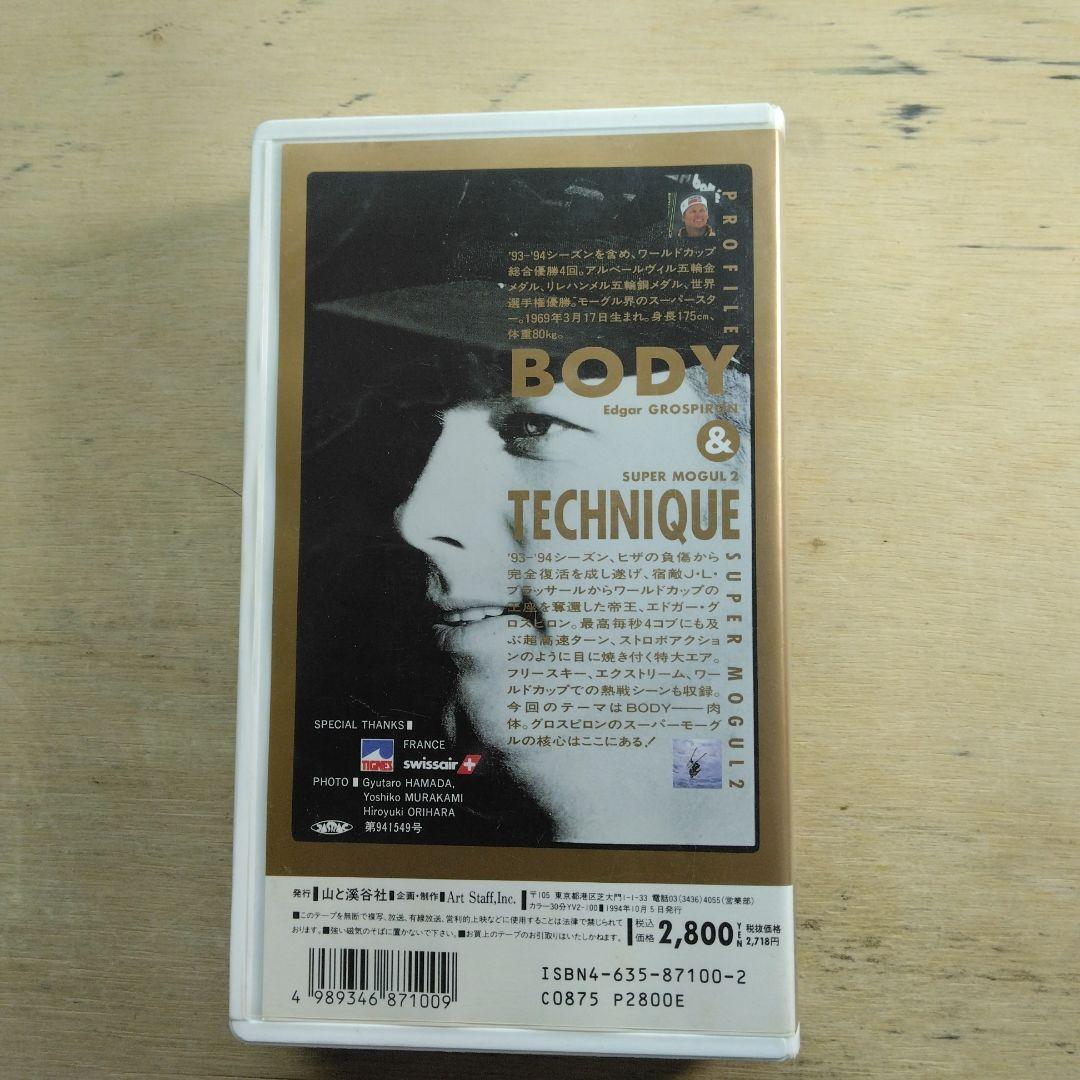 PROFILE
'93-'94シーズンを含め、ワールドカップ
総合優勝4回。アルベールヴィル五輪金
メダル、リレハンメル五輪銅メダル、世界
選手権優勝。モーグル界のスーパースタ
ー。1969年3月17日生まれ。身長175cm、
体重80kg。
BODY
Edgar GROSPIRON
&
SUPER MOGUL 2
TECHNIQUE
SUPER MOGUL 2
'93-'94シーズン、ヒザの負傷から
完全復活を成し遂げ、宿敵J・L・
ブラッサールからワールドカップの
王座を奪還した帝王、エドガー・グ
ロスピロン。最高毎秒4コブにも及
ぶ超高速ターン、ストロボアクショ
ンのように目に焼き付く特大エア。
フリースキー、エクストリーム、ワー
ルドカップでの熱戦シーンも収録。
今回のテーマはBODY——肉
体。グロスピロンのスーパーモーグ
ルの核心はここにある!
SPECIAL THANKS
TIGNES FRANCE
swissair
PHOTO Gyutaro HAMADA,
Yoshiko MURAKAMI
Hiroyuki ORIHARA
第941549号
発行 山と溪谷社 企画・制作 Art Staff,Inc.
〒105 東京都港区芝大門1-1-33 電話03(3436)4055(営業部)
カラー30分YV2-100 1994年10月5日発行
■このテープを無断で複写、放送、有線放送、営利的上映などに使用することは法律で禁じられて
おります。■強い磁気のそばに置かないで下さい。■お買上のテープのお引取りはいたしかねます。
税込価格 2,800 YEN 税抜価格 2,718円
4 989346 871009
ISBN4-635-87100-2
C0875 P2800E